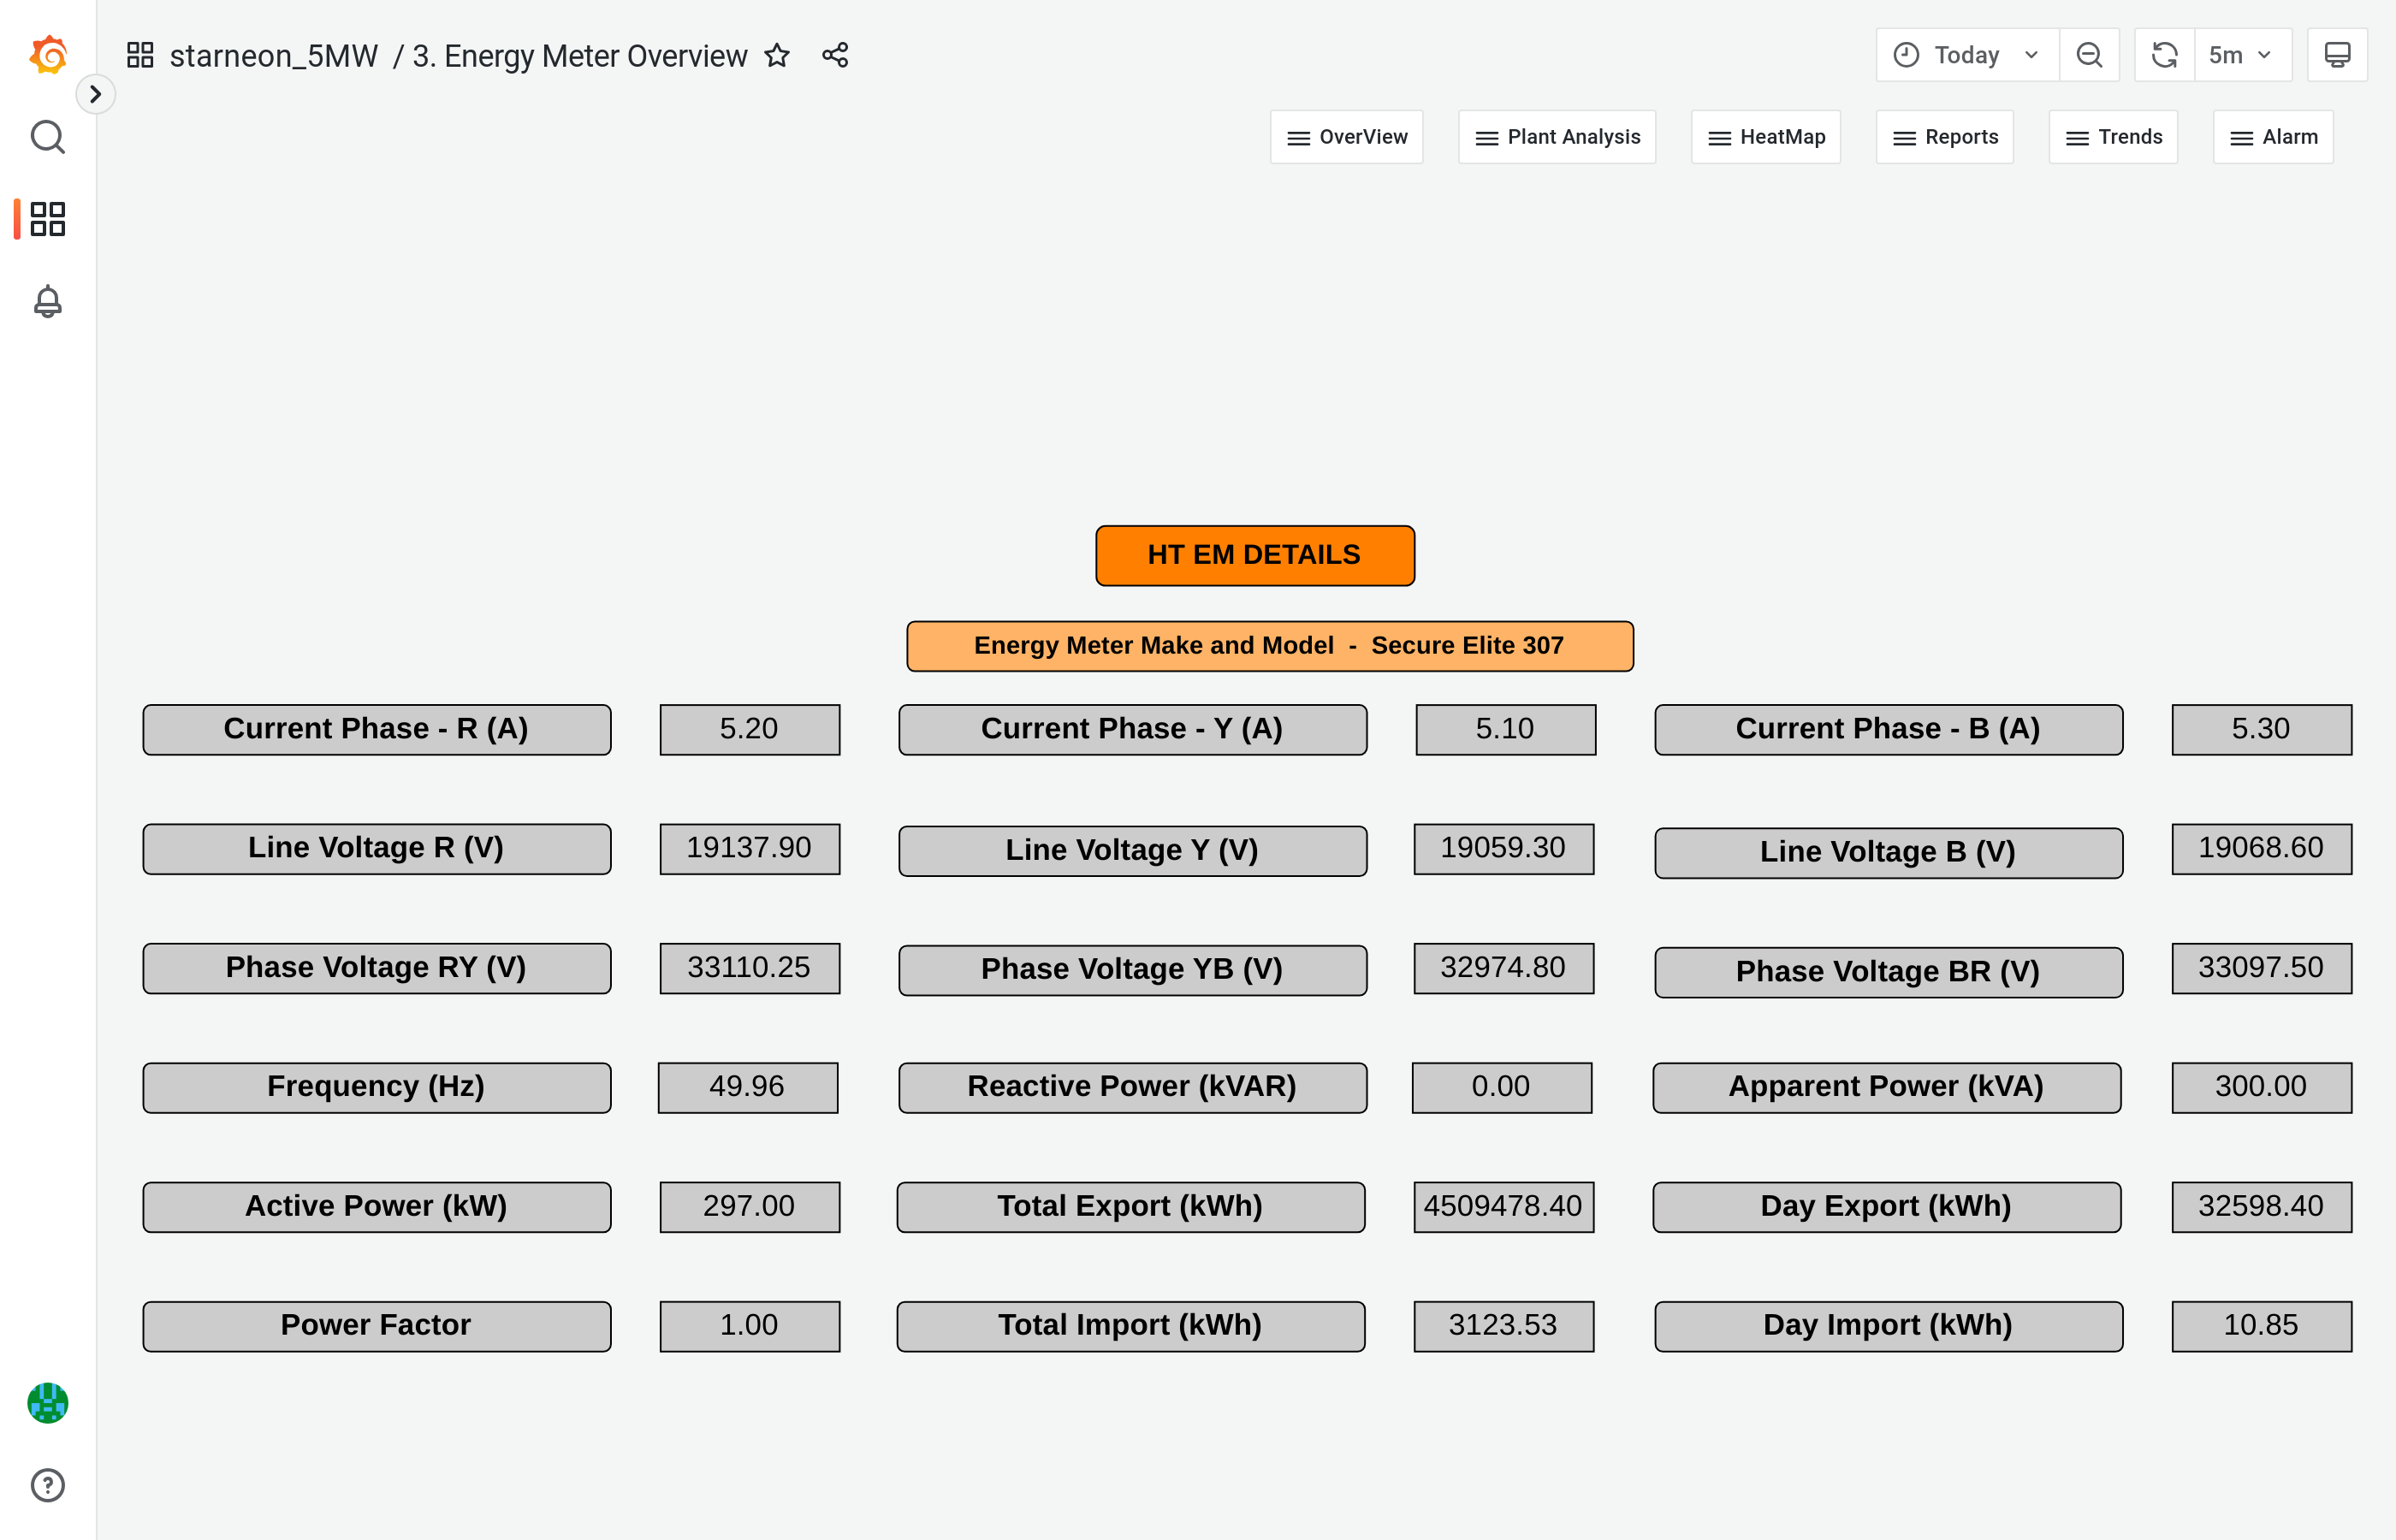 starneon_5MW / 3. Energy Meter Overview
Today
5m
OverView
Plant Analysis
HeatMap
Reports
Trends
Alarm
HT EM DETAILS
Energy Meter Make and Model - Secure Elite 307
Current Phase - R (A) 5.20 Current Phase - Y (A) 5.10 Current Phase - B (A) 5.30
Line Voltage R (V) 19137.90 Line Voltage Y (V) 19059.30 Line Voltage B (V) 19068.60
Phase Voltage RY (V) 33110.25 Phase Voltage YB (V) 32974.80 Phase Voltage BR (V) 33097.50
Frequency (Hz) 49.96 Reactive Power (kVAR) 0.00 Apparent Power (kVA) 300.00
Active Power (kW) 297.00 Total Export (kWh) 4509478.40 Day Export (kWh) 32598.40
Power Factor 1.00 Total Import (kWh) 3123.53 Day Import (kWh) 10.85